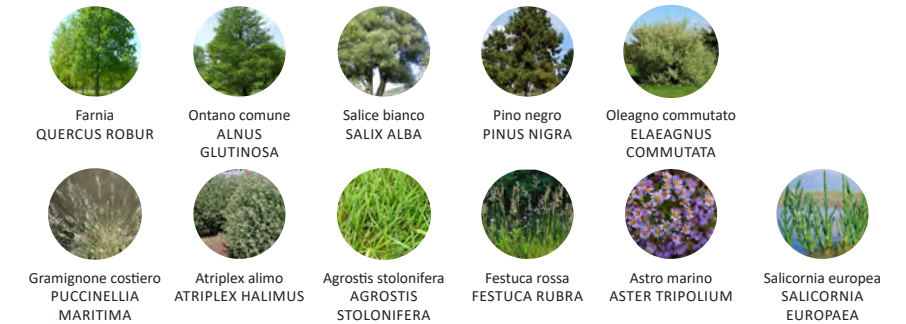 Farnia
QUERCUS ROBUR
Ontano comune
ALNUS
GLUTINOSA
Salice bianco
SALIX ALBA
Pino negro
PINUS NIGRA
Oleagno commutato
ELAEAGNUS
COMMUTATA
Gramignone costiero
PUCCINELLIA
MARITIMA
Atriplex alimo
ATRIPLEX HALIMUS
Agrostis stolonifera
AGROSTIS
STOLONIFERA
Festuca rossa
FESTUCA RUBRA
Astro marino
ASTER TRIPOLIUM
Salicornia europea
SALICORNIA
EUROPAEA